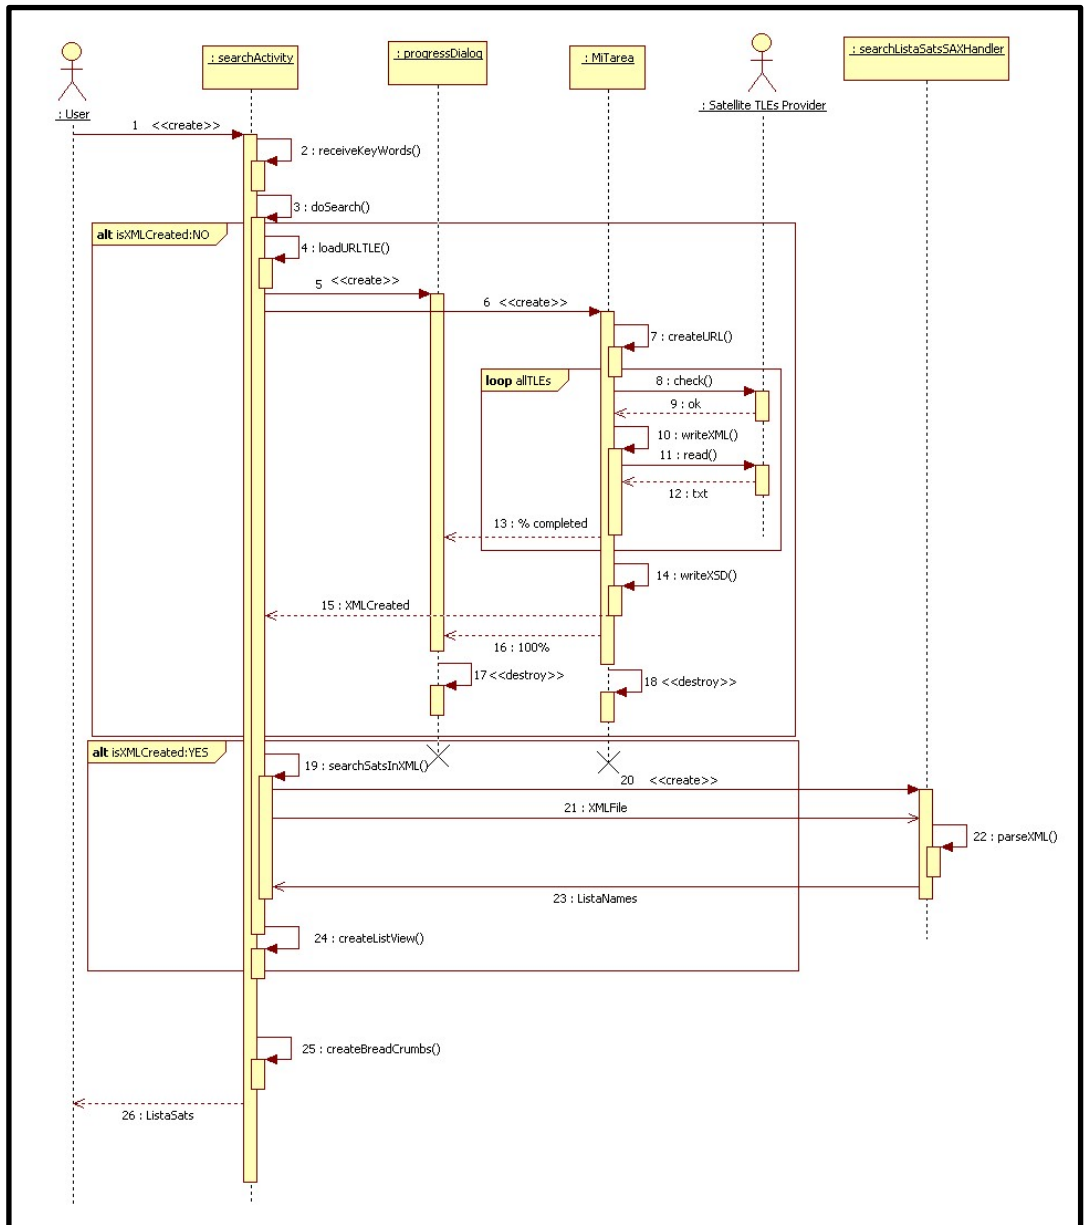 : searchActivity
: progressDialog
: MiTarea
: searchListaSatsSAXHandler
: User
: Satellite TLEs Provider
1 <<create>>
2 : receiveKeyWords()
3 : doSearch()
alt isXMLCreated:NO
4 : loadURLTLE()
5 <<create>>
6 <<create>>
7 : createURL()
loop allTLEs
8 : check()
9 : ok
10 : writeXML()
11 : read()
12 : txt
13 : % completed
14 : writeXSD()
15 : XMLCreated
16 : 100%
17 <<destroy>>
18 <<destroy>>
alt isXMLCreated:YES
19 : searchSatsInXML()
20 <<create>>
21 : XMLFile
22 : parseXML()
23 : ListaNames
24 : createListView()
25 : createBreadCrumbs()
26 : ListaSats